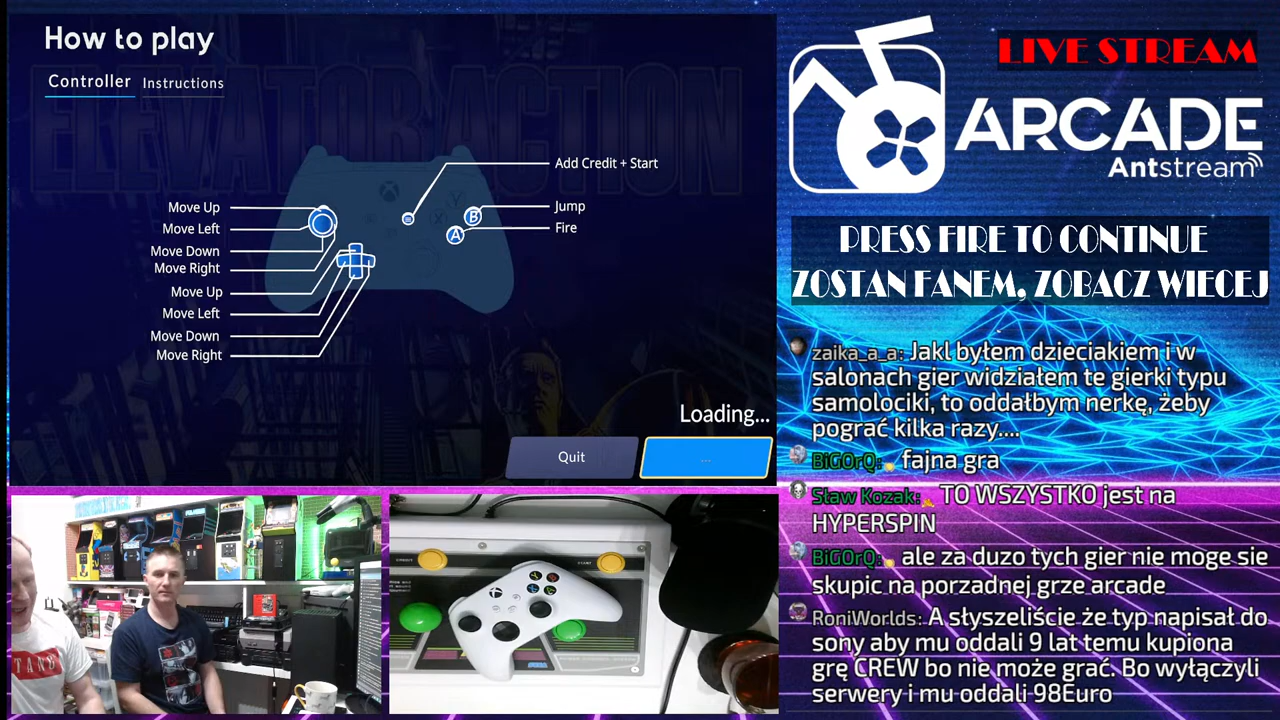 How to play
Controller Instructions
ELEVATOR ACTION
Add Credit + Start
Move Up
Move Left
Move Down
Move Right
Move Up
Move Left
Move Down
Move Right
Y
X
B
A
Jump
Fire
Loading...
Quit
...
LIVE STREAM
ARCADE
Antstream
PRESS FIRE TO CONTINUE
ZOSTAN FANEM, ZOBACZ WIECEJ
zaika_a_a: Jakl byłem dzieciakiem i w
salonach gier widziałem te gierki typu
samolociki, to oddałbym nerkę, żeby
pograć kilka razy....
BiGOrQ: fajna gra
Sław Kozak: TO WSZYSTKO jest na
HYPERSPIN
BiGOrQ: ale za duzo tych gier nie moge sie
skupic na porzadnej grze arcade
RoniWorlds: A słyszeliście że typ napisał do
sony aby mu oddali 9 lat temu kupiona
grę CREW bo nie może grać. Bo wyłączyli
serwery i mu oddali 98Euro
START
SEGA